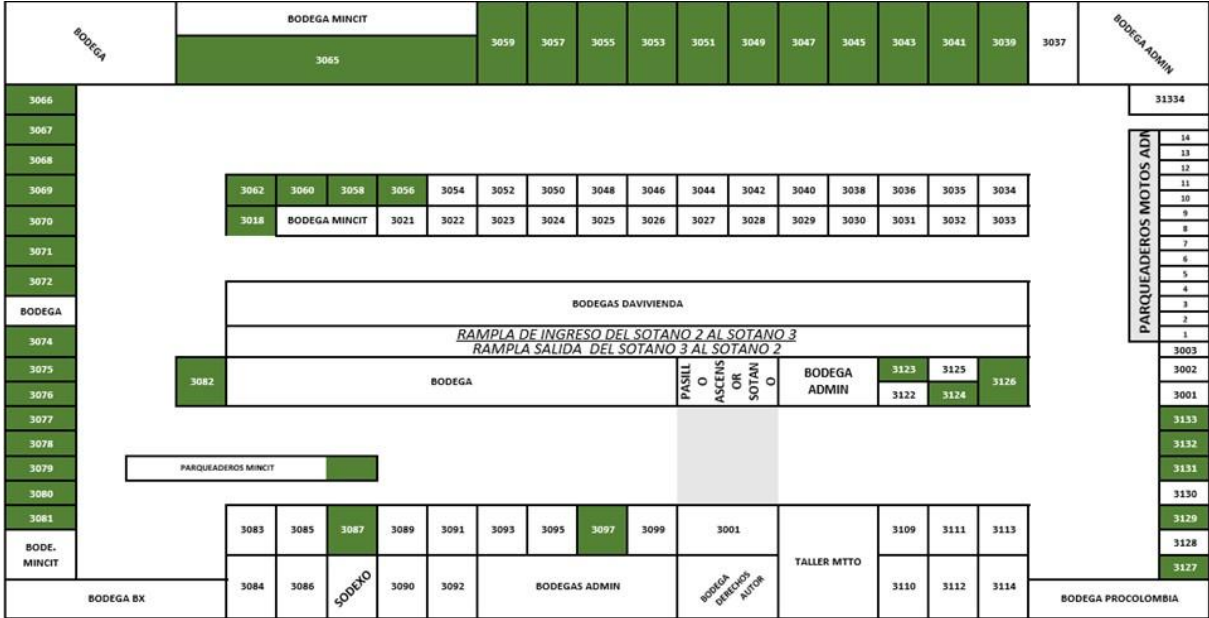 BODEGA
BODEGA MINCIT
3065
3059 3057 3055 3053 3051 3049 3047 3045 3043 3041 3039 3037
BODEGA ADMIN
3066
31334
3067
3068
3069
3070
3071
3072
BODEGA
3074
3075
3076
3077
3078
3079
3080
3081
BODE.
MINCIT
3062 3060 3058 3056 3054 3052 3050 3048 3046 3044 3042 3040 3038 3036 3035 3034
3018 BODEGA MINCIT 3021 3022 3023 3024 3025 3026 3027 3028 3029 3030 3031 3032 3033
PARQUEADEROS MOTOS ADN
14
13
12
11
10
9
8
7
6
5
4
3
2
1
3003
3002
3001
3133
3132
3131
3130
3129
3128
3127
BODEGAS DAVIVIENDA
RAMPLA DE INGRESO DEL SOTANO 2 AL SOTANO 3
RAMPLA SALIDA DEL SOTANO 3 AL SOTANO 2
3082
BODEGA
PASILL
O
ASCENS
OR
SOTAN
O
BODEGA
ADMIN
3123 3125
3122 3124
3126
PARQUEADEROS MINCIT
3083 3085 3087 3089 3091 3093 3095 3097 3099 3001
TALLER MTTO
3109 3111 3113
3084 3086 SODEXO 3090 3092 BODEGAS ADMIN
BODEGA
DERECHOS
AUTOR
3110 3112 3114
BODEGA BX
BODEGA PROCOLOMBIA